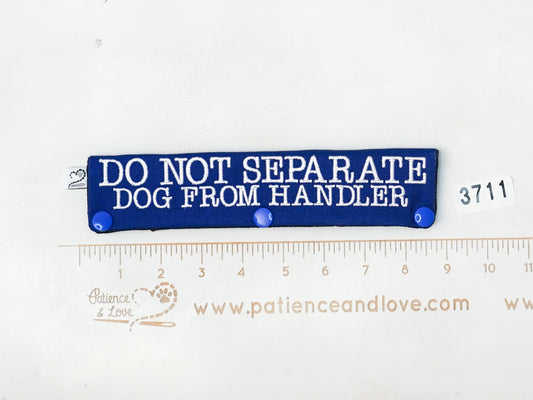 DO NOT SEPARATE
DOG FROM HANDLER
3711
1 2 3 4 5 6 7 8 9 10 11
Patience
& Love
www.patienceandlove.com
ww